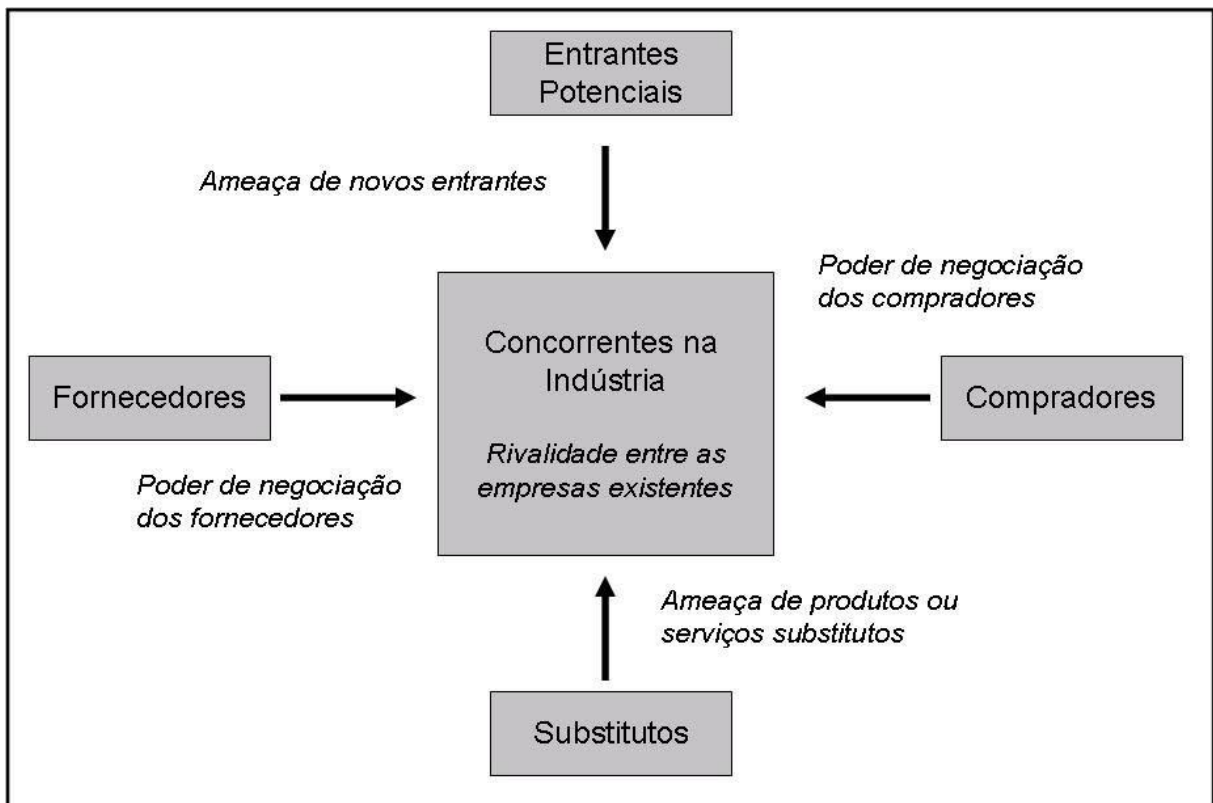 Entrantes
Potenciais
Ameaça de novos entrantes
Poder de negociação
dos compradores
Concorrentes na
Indústria
Fornecedores
Compradores
Rivalidade entre as
empresas existentes
Poder de negociação
dos fornecedores
Ameaça de produtos ou
serviços substitutos
Substitutos